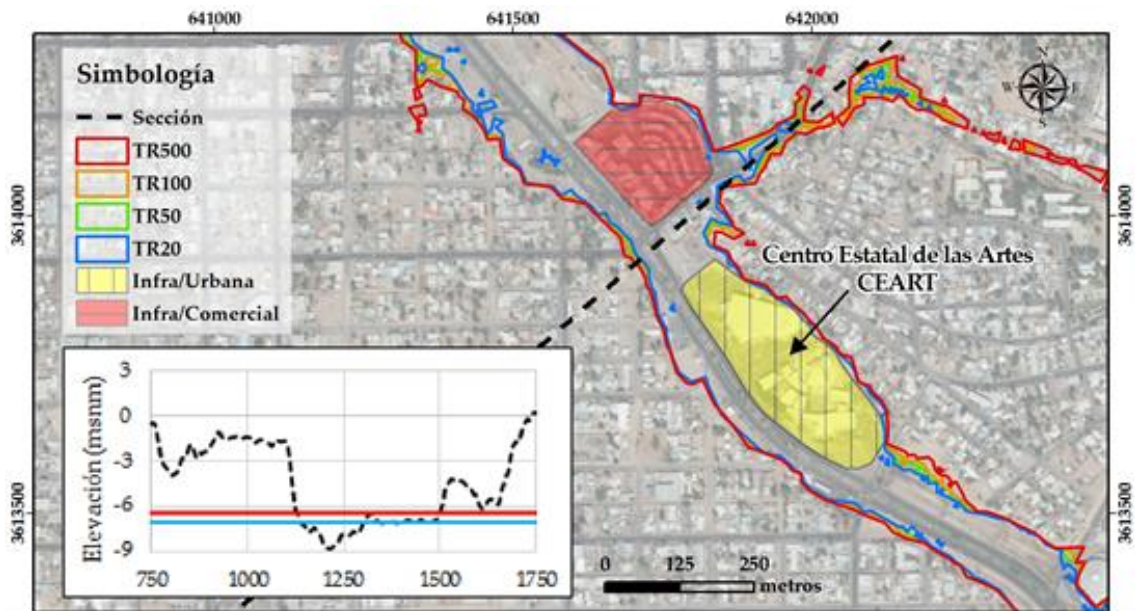 641000
641500
642000
Simbología
Sección
TR500
TR100
TR50
TR20
Infra/Urbana
Infra/Comercial
N
W
E
S
3614000
3614000
Centro Estatal de las Artes
CEART
3613500
3613500
Elevación (msnm)
3
0
-3
-6
-9
750
1000
1250
1500
1750
0
125
250
metros